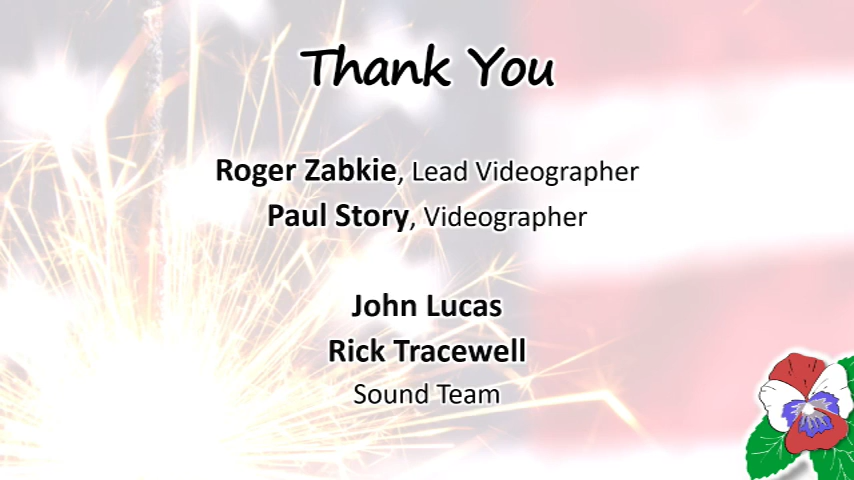 Thank You
Roger Zabkie, Lead Videographer
Paul Story, Videographer
John Lucas
Rick Tracewell
Sound Team